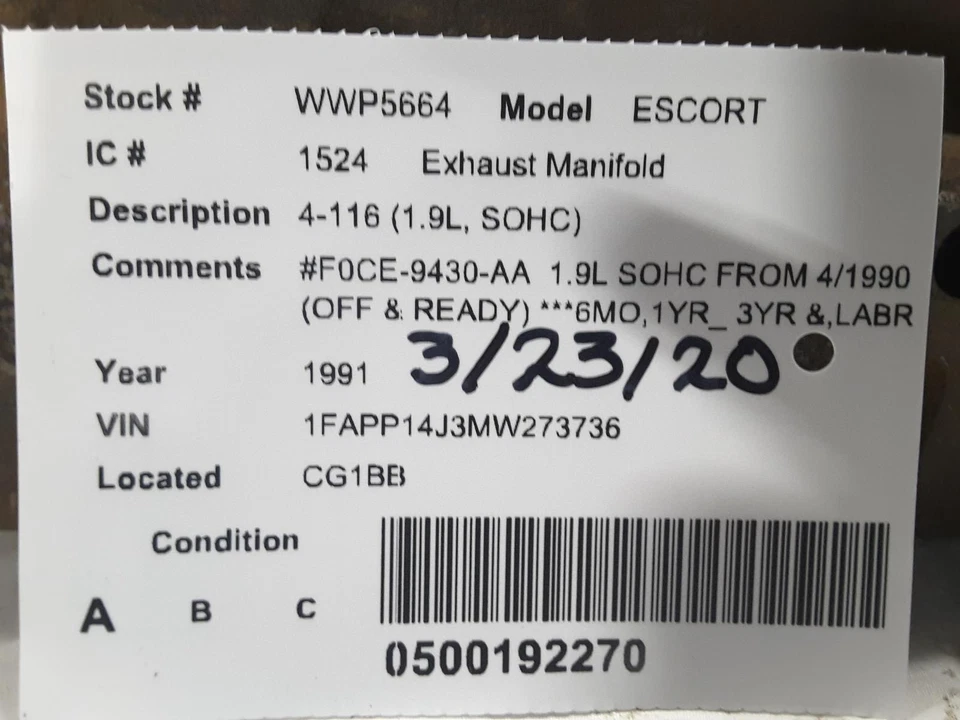 Stock # WWP5664 Model ESCORT
IC # 1524 Exhaust Manifold
Description 4-116 (1.9L, SOHC)
Comments #F0CE-9430-AA 1.9L SOHC FROM 4/1990
(OFF & READY) ***6MO,1YR_ 3YR &,LABR
3/23/20
Year 1991
VIN 1FAPP14J3MW273736
Located CG1BB
Condition
A B C
0500192270